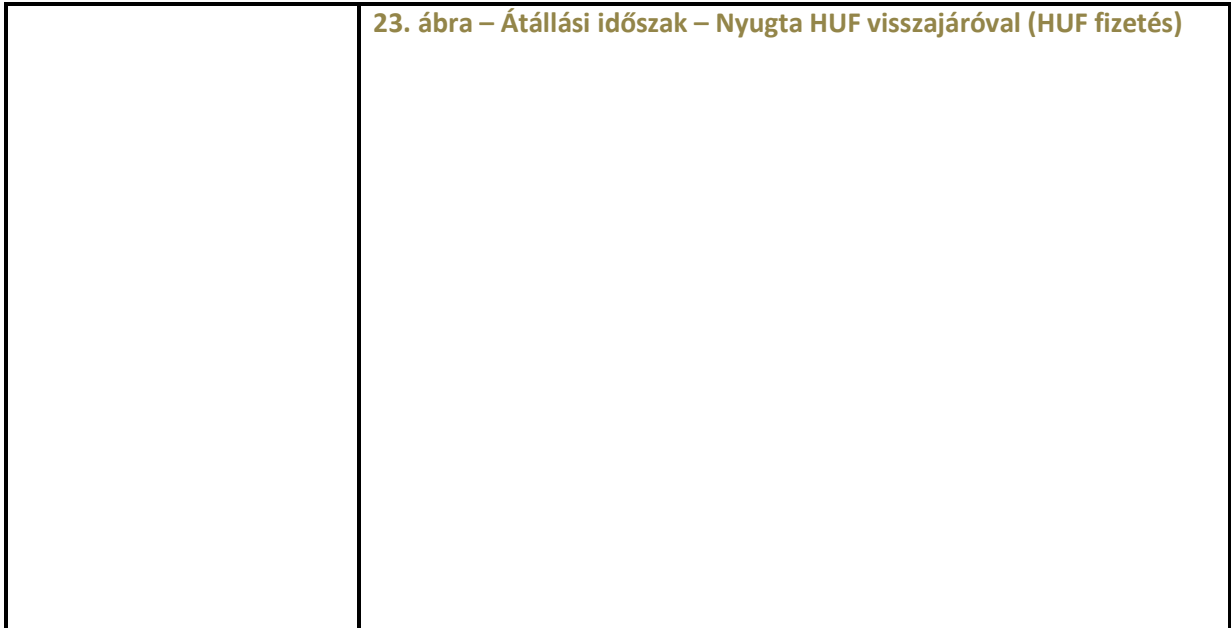 23. ábra – Átállási időszak – Nyugta HUF visszajáróval (HUF fizetés)